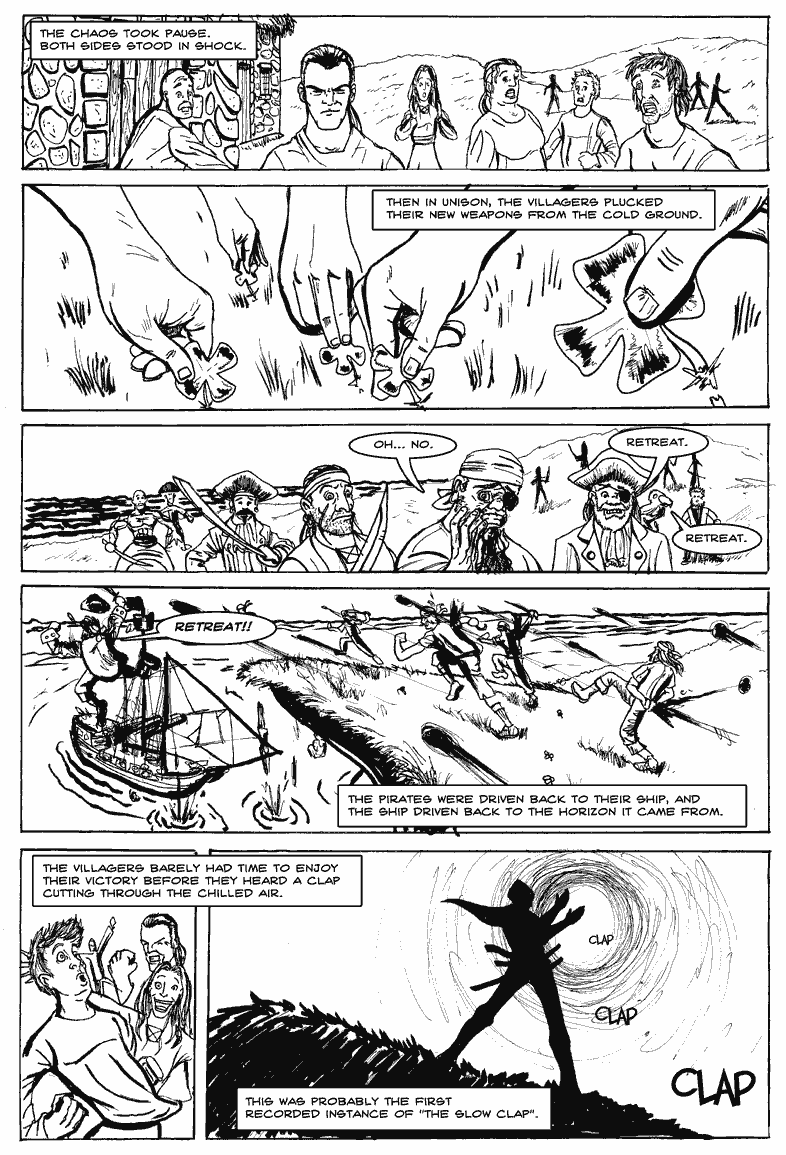 THE CHAOS TOOK PAUSE.
BOTH SIDES STOOD IN SHOCK.
THEN IN UNISON, THE VILLAGERS PLUCKED
THEIR NEW WEAPONS FROM THE COLD GROUND.
OH... NO.
RETREAT.
RETREAT.
RETREAT!!
THE PIRATES WERE DRIVEN BACK TO THEIR SHIP, AND
THE SHIP DRIVEN BACK TO THE HORIZON IT CAME FROM.
THE VILLAGERS BARELY HAD TIME TO ENJOY
THEIR VICTORY BEFORE THEY HEARD A CLAP
CUTTING THROUGH THE CHILLED AIR.
CLAP
CLAP
CLAP
THIS WAS PROBABLY THE FIRST
RECORDED INSTANCE OF "THE SLOW CLAP".